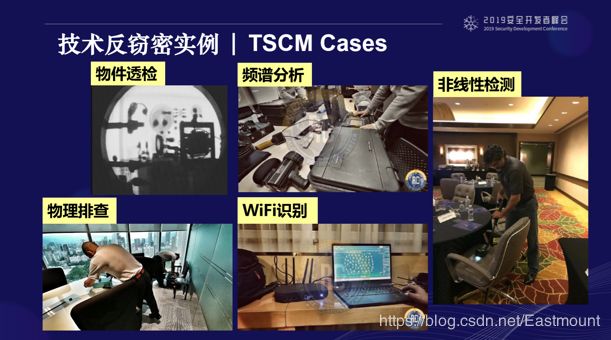 2019安全开发者峰会
2019 Security Development Conference
技术反窃密实例 | TSCM Cases
物件透检
频谱分析
非线性检测
物理排查
WiFi识别
https://blog.csdn.net/Eastmount